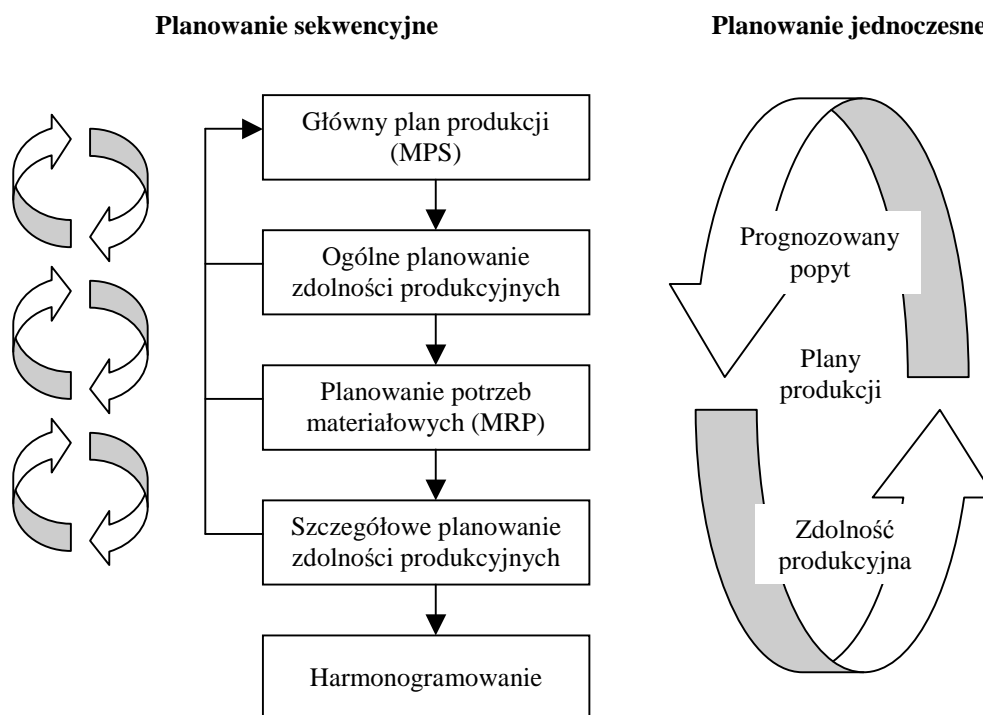 Planowanie sekwencyjne
Planowanie jednoczesne
Główny plan produkcji
(MPS)
Ogólne planowanie
zdolności produkcyjnych
Planowanie potrzeb
materiałowych (MRP)
Szczegółowe planowanie
zdolności produkcyjnych
Harmonogramowanie
Prognozowany
popyt
Plany
produkcji
Zdolność
produkcyjna